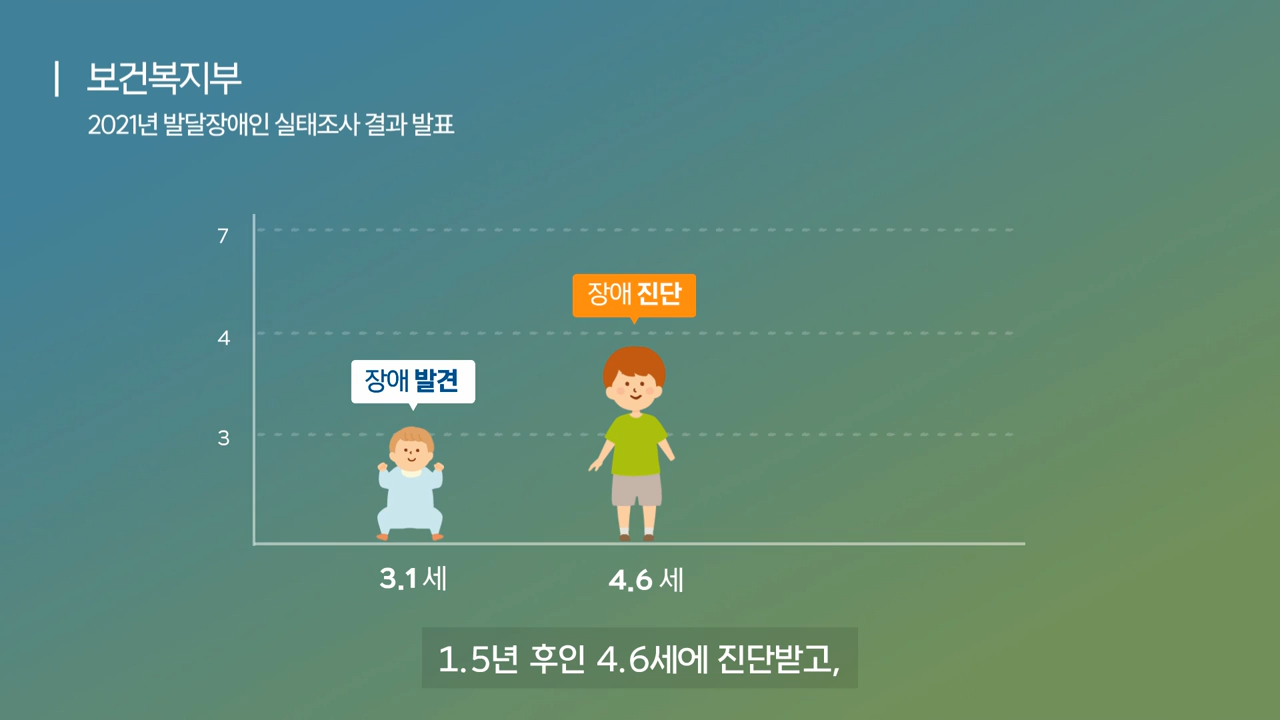 보건복지부
2021년 발달장애인 실태조사 결과 발표
7
장애 진단
4
장애 발견
3
3.1세
4.6 세
1.5년 후인 4.6세에 진단받고,